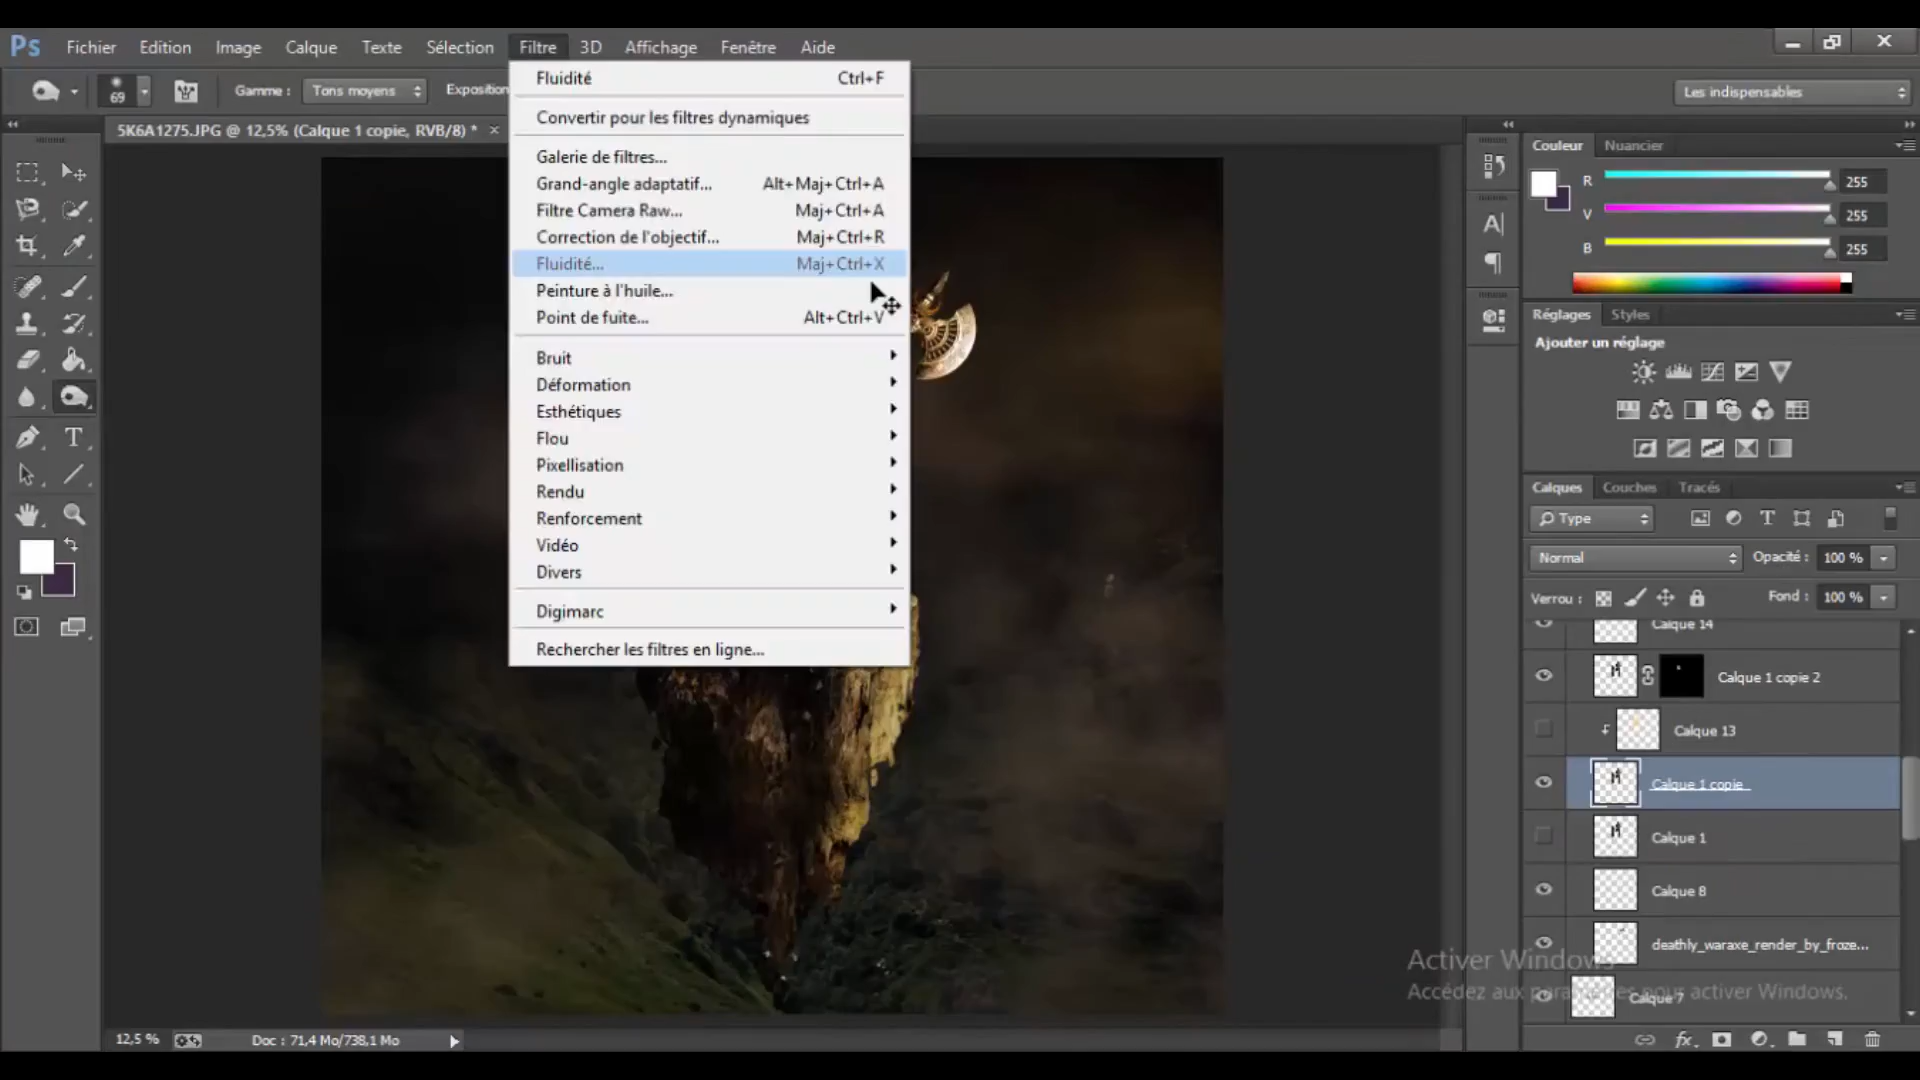 Ps Fichier Edition Image Calque Texte Sélection Filtre 3D Affichage Fenêtre Aide
69 Gamme : Tons moyens Exposition Les indispensables
5K6A1275.JPG @ 12,5% (Calque 1 copie, RVB/8) * ×
Fluidité Ctrl+F
Convertir pour les filtres dynamiques
Galerie de filtres...
Grand-angle adaptatif... Alt+Maj+Ctrl+A
Filtre Camera Raw... Maj+Ctrl+A
Correction de l'objectif... Maj+Ctrl+R
Fluidité... Maj+Ctrl+X
Peinture à l'huile...
Point de fuite... Alt+Ctrl+V
Bruit
Déformation
Esthétiques
Flou
Pixellisation
Rendu
Renforcement
Vidéo
Divers
Digimarc
Rechercher les filtres en ligne...
Couleur Nuancier
R 255
V 255
B 255
Réglages Styles
Ajouter un réglage
Calques Couches Tracés
Type
Normal Opacité : 100 %
Verrou : Fond : 100 %
Calque 14
Calque 1 copie 2
Calque 13
Calque 1 copie
Calque 1
Calque 8
deathly_waraxe_render_by_froze...
Calque 7
Activer Windows
Accédez aux paramètres pour activer Windows.
12,5 % Doc : 71,4 Mo/738,1 Mo